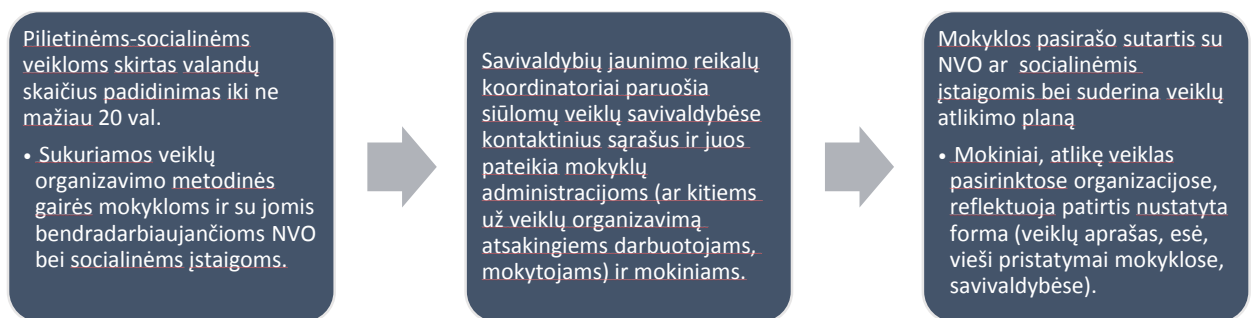 Pilietinėms-socialinėms
veikloms skirtas valandų
skaičius padidinimas iki ne
mažiau 20 val.
• Sukuriamos veiklų
organizavimo metodinės
gairės mokykloms ir su jomis
bendradarbiaujančioms NVO
bei socialinėms įstaigoms.
Savivaldybių jaunimo reikalų
koordinatoriai paruošia
siūlomų veiklų savivaldybėse
kontaktinius sąrašus ir juos
pateikia mokyklų
administracijoms (ar kitiems
už veiklų organizavimą
atsakingiems darbuotojams,
mokytojams) ir mokiniams.
Mokyklos pasirašo sutartis su
NVO ar socialinėmis
įstaigomis bei suderina veiklų
atlikimo planą
• Mokiniai, atlikę veiklas
pasirinktose organizacijose,
reflektuoja patirtis nustatyta
forma (veiklų aprašas, esė,
vieši pristatymai mokyklose,
savivaldybėse).